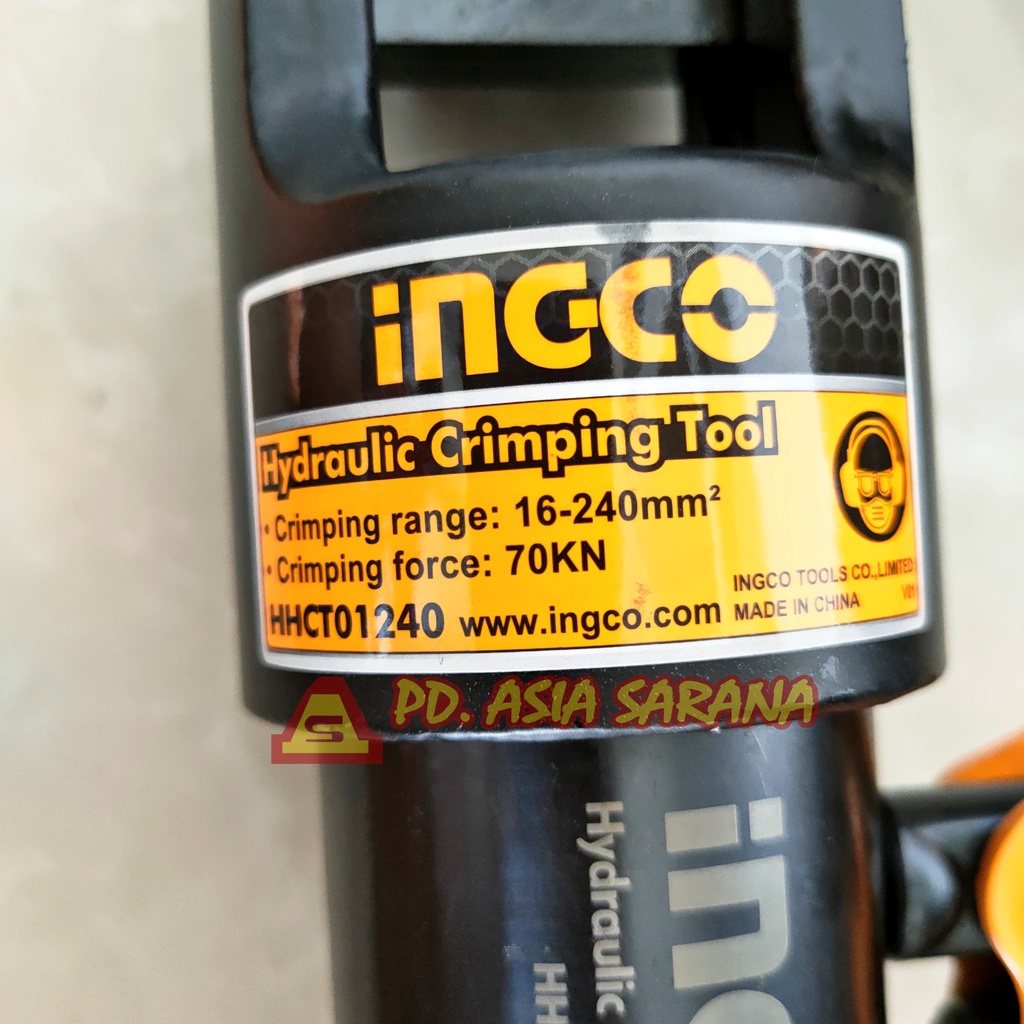 INGCO
Hydraulic Crimping Tool
• Crimping range: 16-240mm²
• Crimping force: 70KN
HHCT01240 www.ingco.com
INGCO TOOLS CO.,LIMITED
MADE IN CHINA V01
S PD. ASIA SARANA
Hydraulic